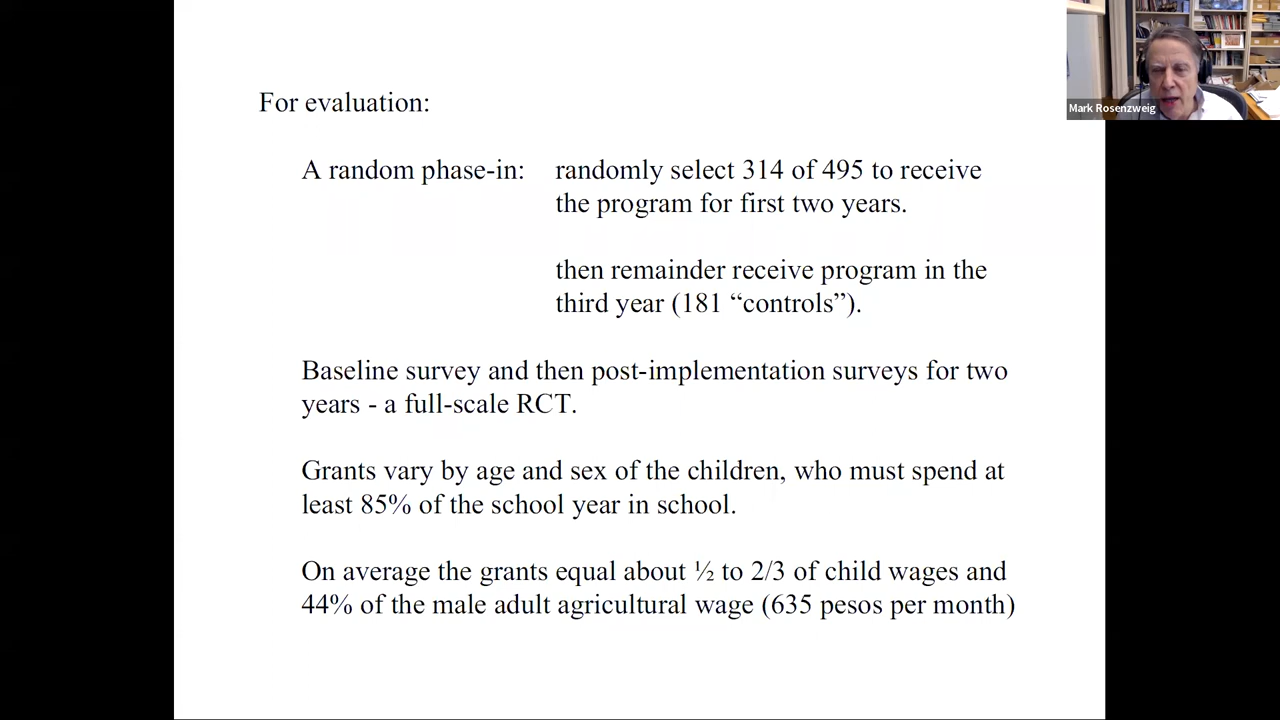 For evaluation:
A random phase-in: randomly select 314 of 495 to receive
the program for first two years.
then remainder receive program in the
third year (181 “controls”).
Baseline survey and then post-implementation surveys for two
years - a full-scale RCT.
Grants vary by age and sex of the children, who must spend at
least 85% of the school year in school.
On average the grants equal about ½ to 2/3 of child wages and
44% of the male adult agricultural wage (635 pesos per month)
Mark Rosenzweig